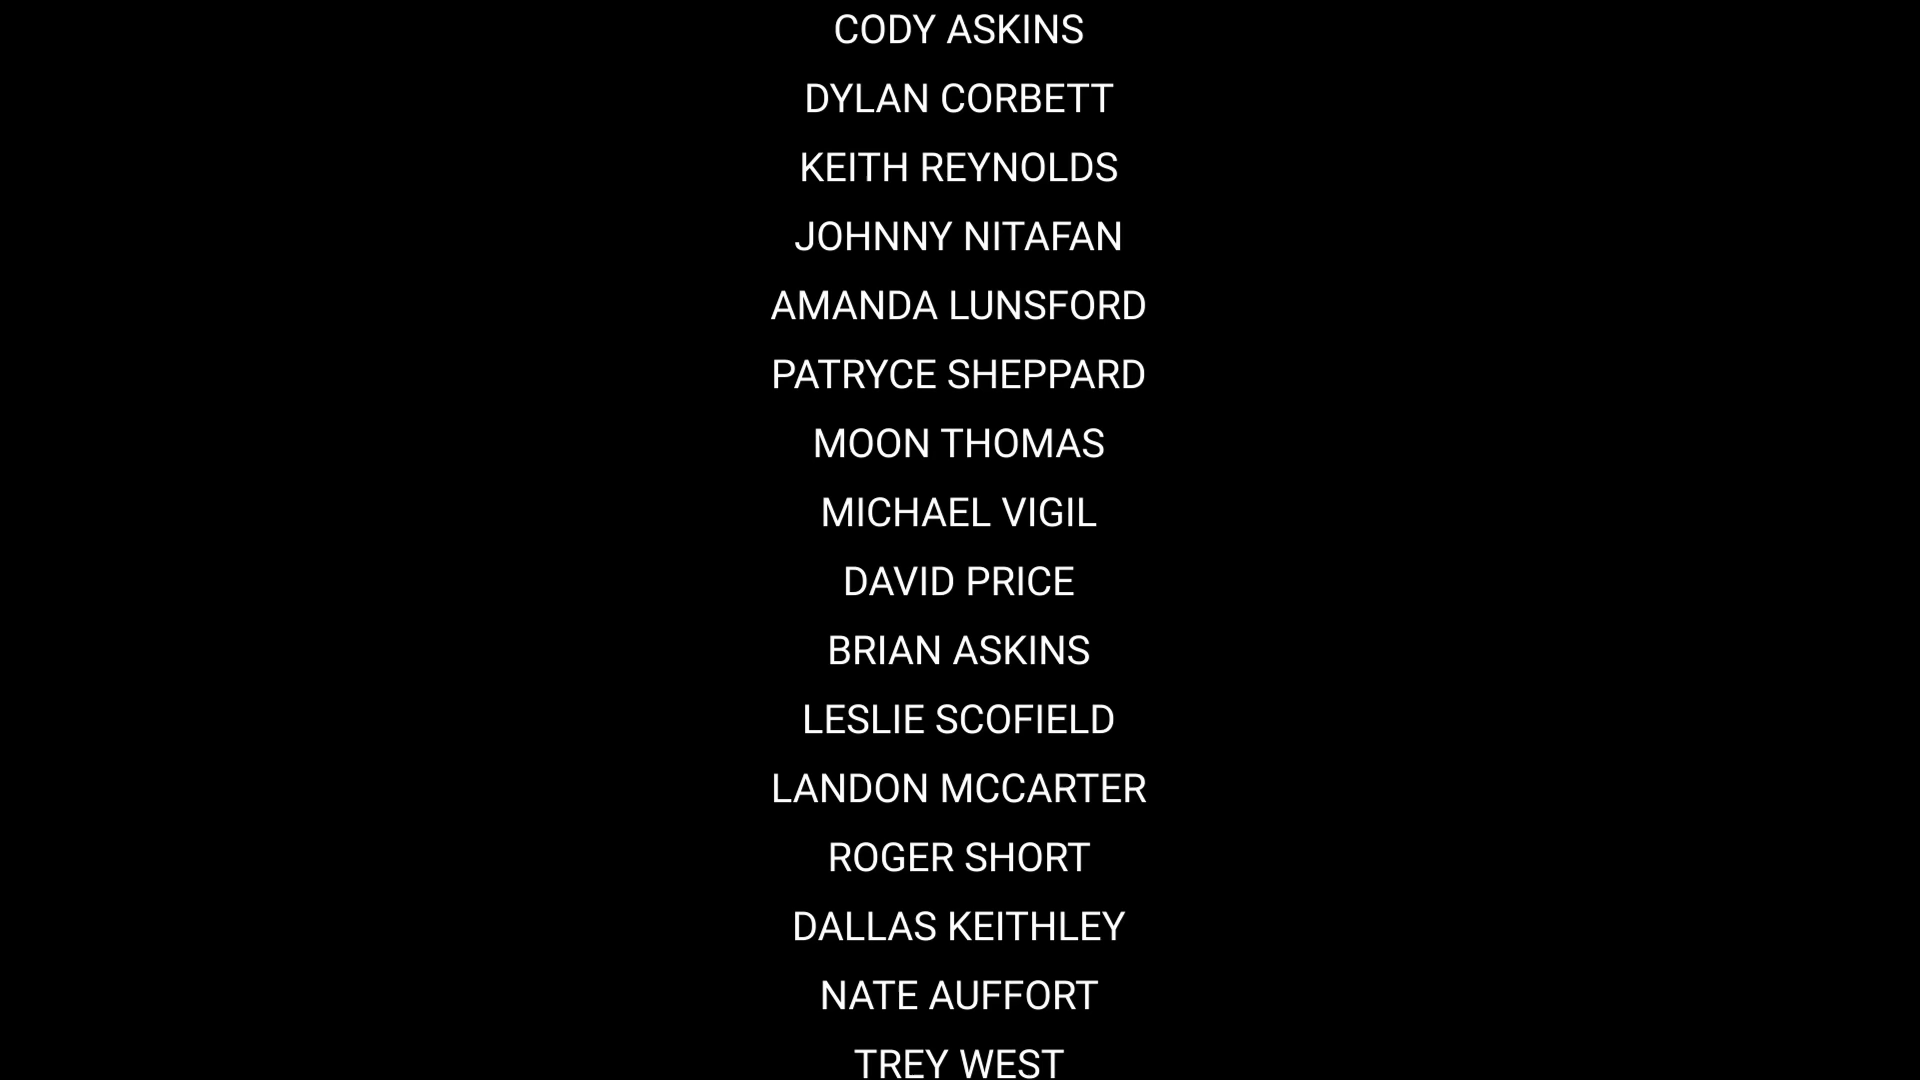 CODY ASKINS
DYLAN CORBETT
KEITH REYNOLDS
JOHNNY NITAFAN
AMANDA LUNSFORD
PATRYCE SHEPPARD
MOON THOMAS
MICHAEL VIGIL
DAVID PRICE
BRIAN ASKINS
LESLIE SCOFIELD
LANDON MCCARTER
ROGER SHORT
DALLAS KEITHLEY
NATE AUFFORT
TREY WEST